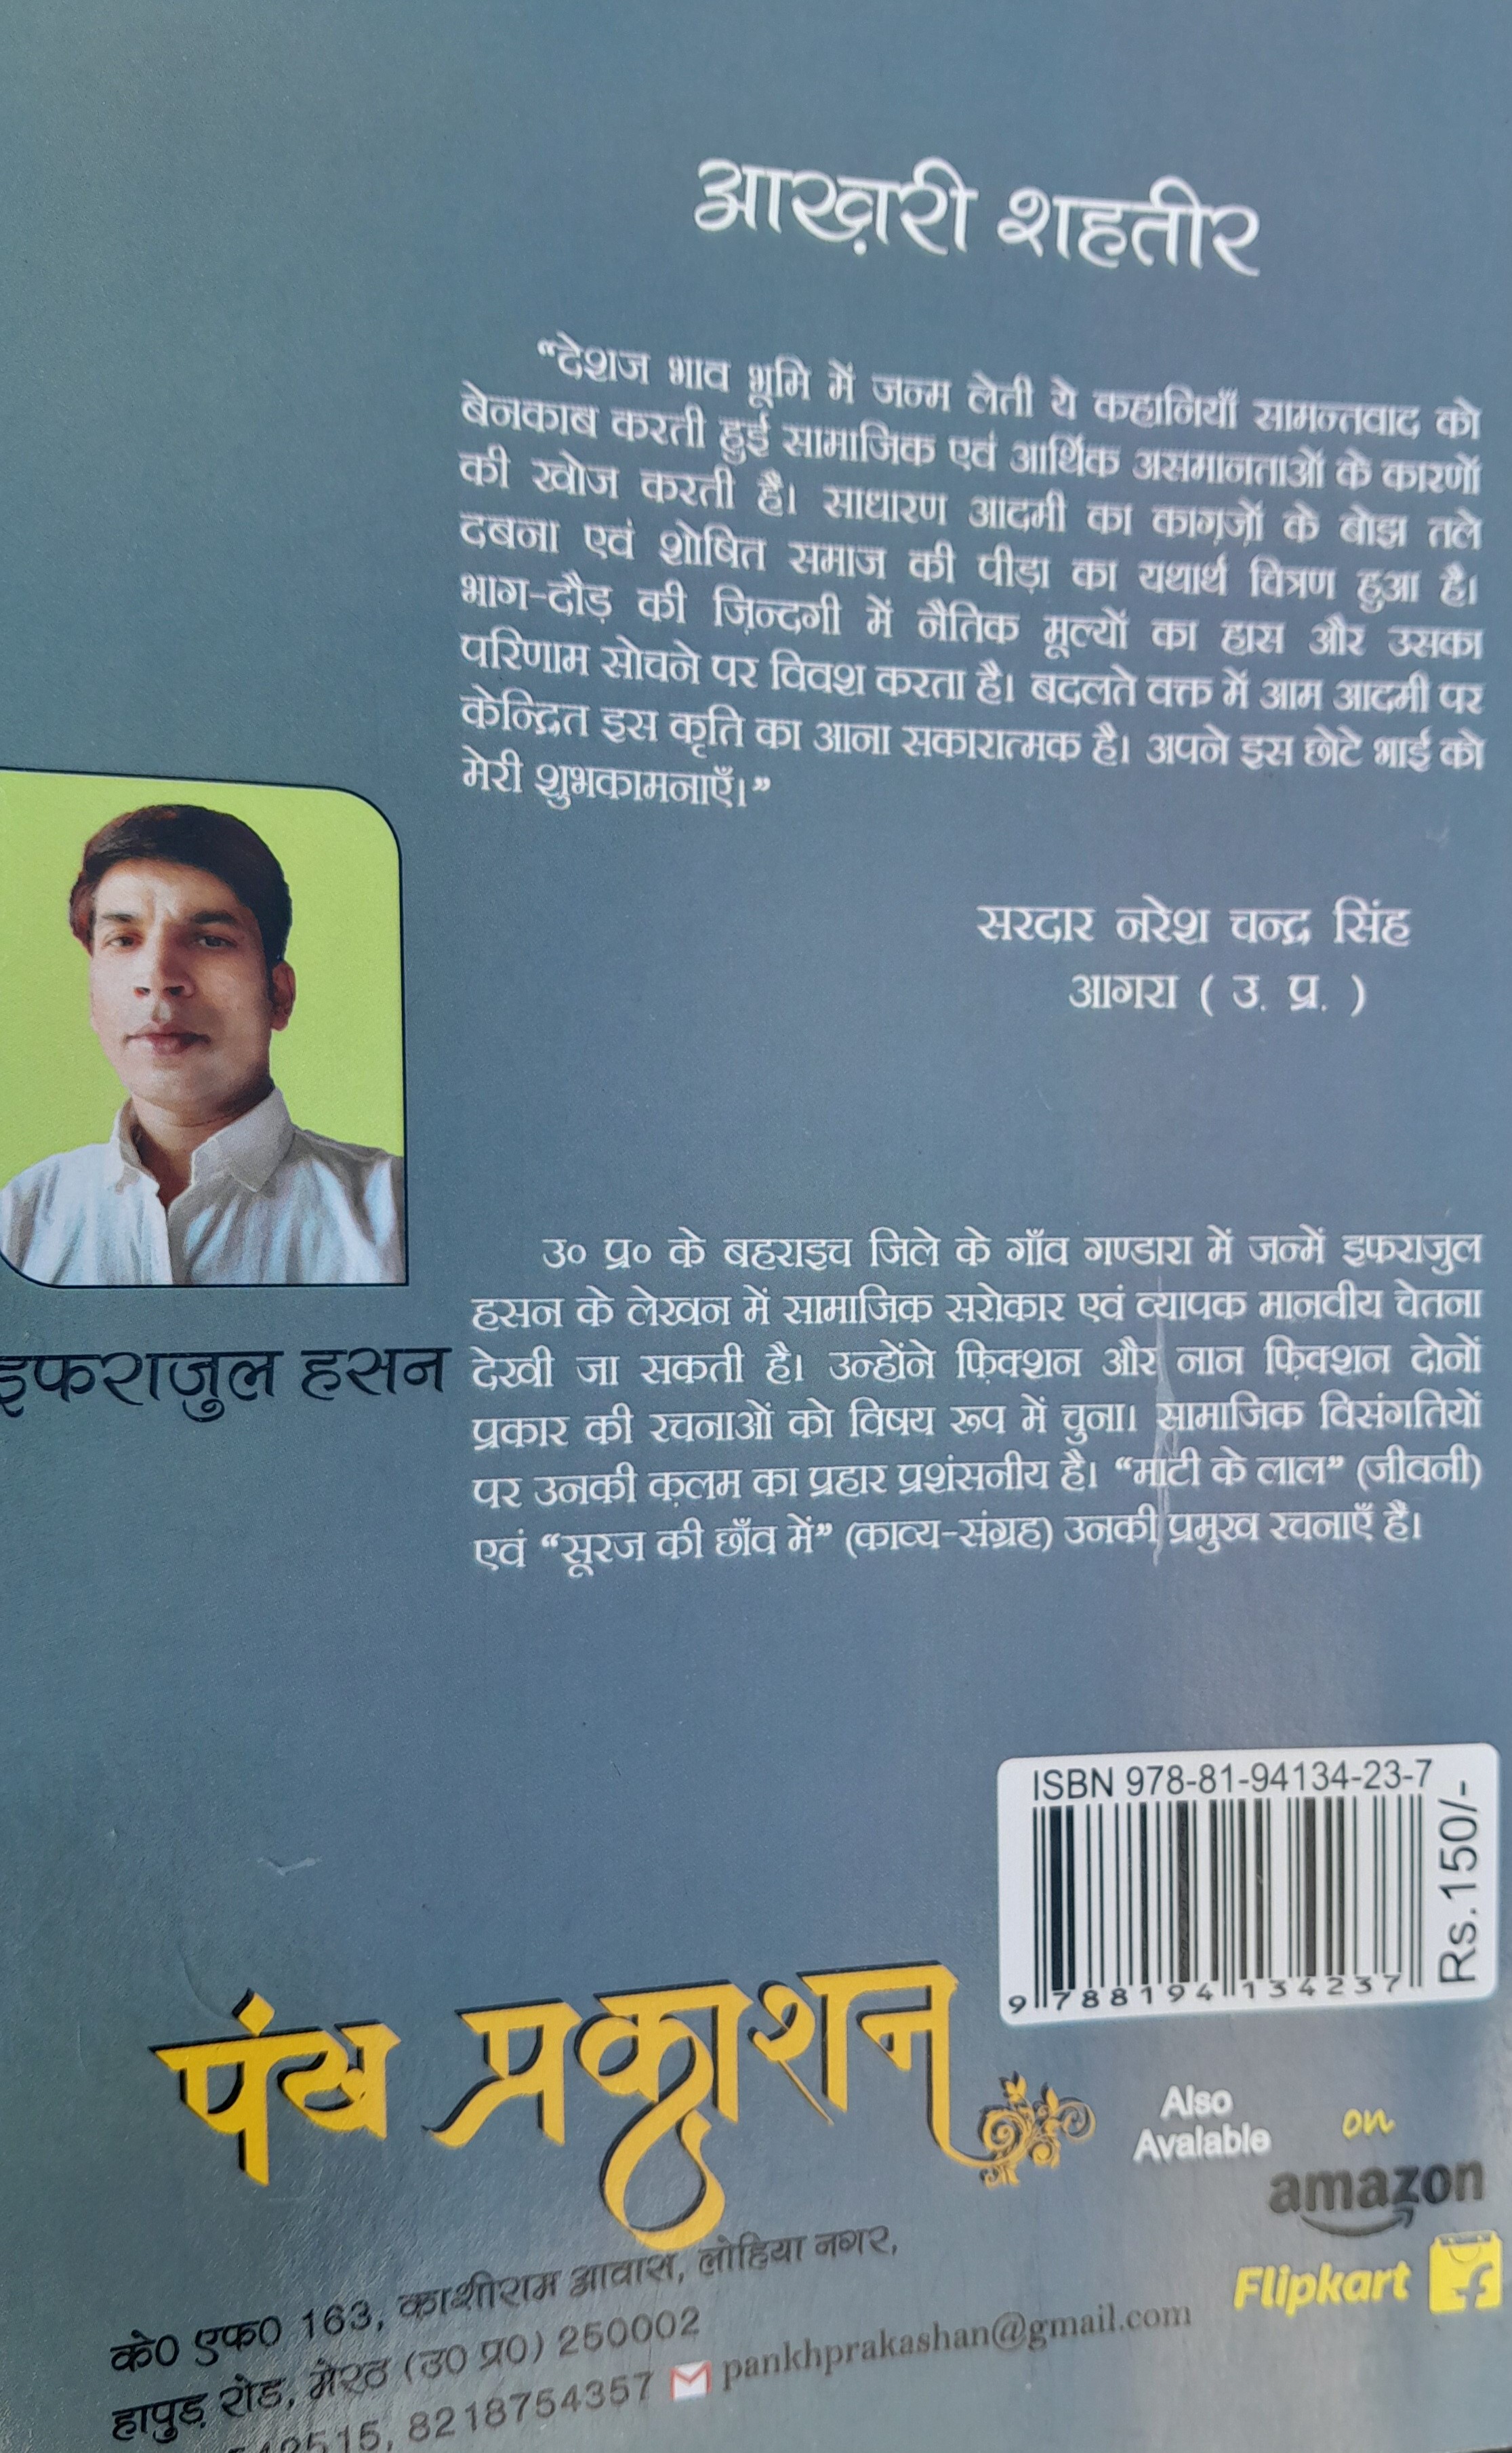 आख़री शहतीर
“देशज भाव भूमि में जन्म लेती ये कहानियाँ सामन्तवाद को
बेनकाब करती हुई सामाजिक एवं आर्थिक असमानताओं के कारणों
की खोज करती है। साधारण आदमी का काग़ज़ों के बोझ तले
दबना एवं शोषित समाज की पीड़ा का यथार्थ चित्रण हुआ है।
भाग-दौड़ की ज़िन्दगी में नैतिक मूल्यों का ह्रास और उसका
परिणाम सोचने पर विवश करता है। बदलते वक्त में आम आदमी पर
केन्द्रित इस कृति का आना सकारात्मक है। अपने इस छोटे भाई को
मेरी शुभकामनाएँ।”
सरदार नरेश चन्द्र सिंह
आगरा ( उ. प्र. )
इफराजुल हसन
उ० प्र० के बहराइच जिले के गाँव गण्डारा में जन्में इफराजुल
हसन के लेखन में सामाजिक सरोकार एवं व्यापक मानवीय चेतना
देखी जा सकती है। उन्होंने फ़िक्शन और नान फ़िक्शन दोनों
प्रकार की रचनाओं को विषय रूप में चुना। सामाजिक विसंगतियों
पर उनकी क़लम का प्रहार प्रशंसनीय है। “माटी के लाल” (जीवनी)
एवं “सूरज की छाँव में” (काव्य-संग्रह) उनकी प्रमुख रचनाएँ है।
ISBN 978-81-94134-23-7
9 788194 134237
Rs. 150/-
पंख प्रकाशन
Also
Avalable
on
amazon
Flipkart
के0 एफ0 163, काशीराम आवास, लोहिया नगर,
हापुड़ रोड, मेरठ (उ0 प्र0) 250002
8218754357 pankhprakashan@gmail.com